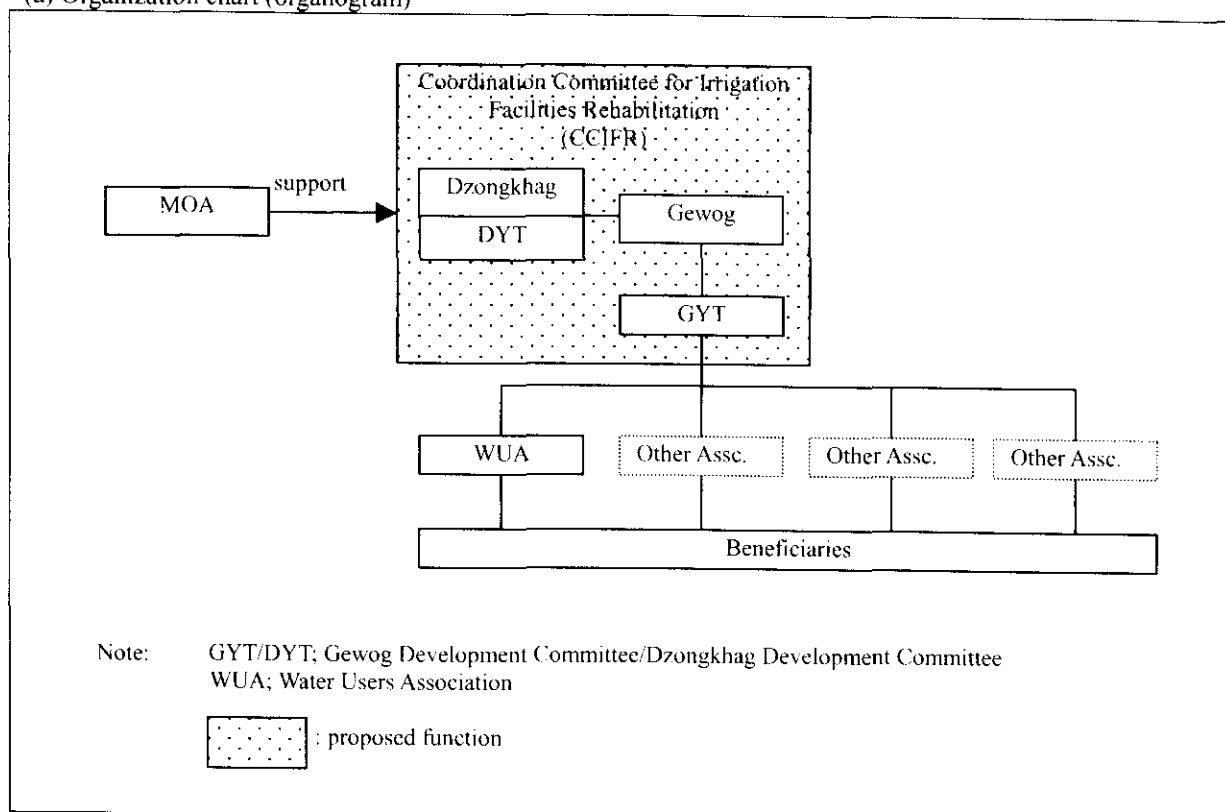 (a) Organization chart (organogram)
Coordination Committee for Irrigation
Facilities Rehabilitation
(CCIFR)
support
MOA
Dzongkhag
DYT
Gewog
GYT
WUA
Other Assc.
Other Assc.
Other Assc.
Beneficiaries
Note: GYT/DYT; Gewog Development Committee/Dzongkhag Development Committee
WUA; Water Users Association
: proposed function